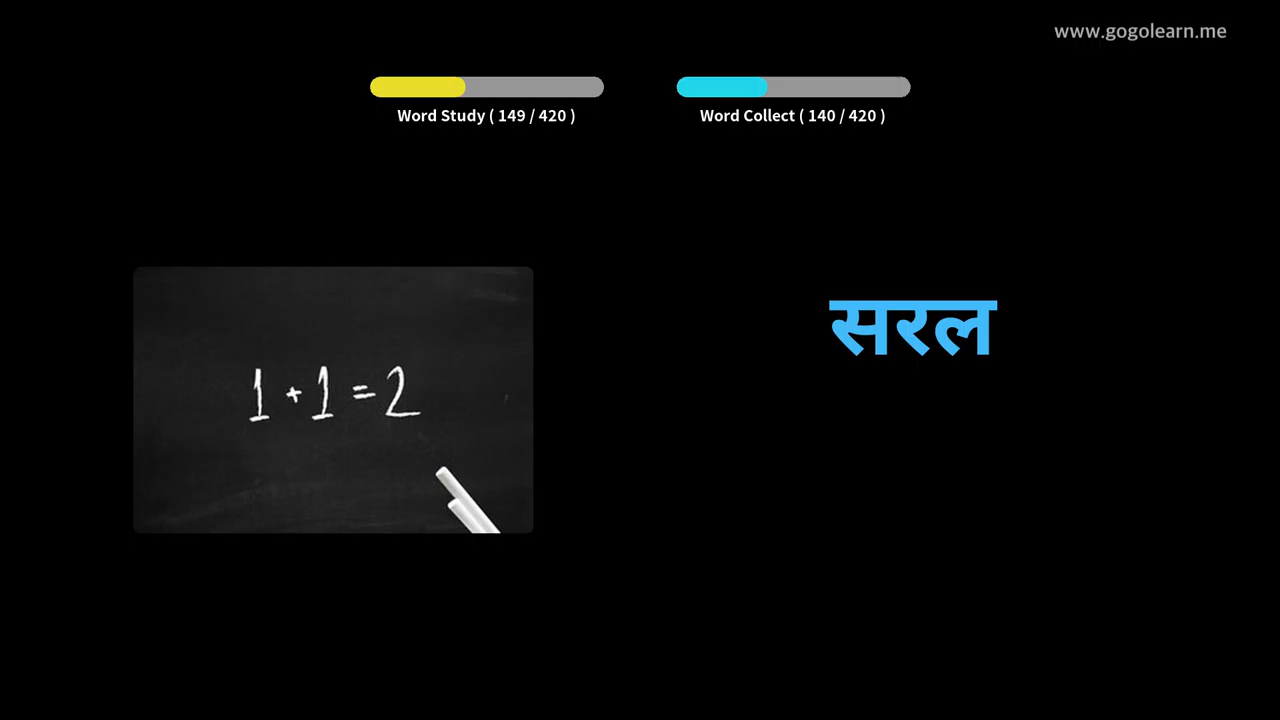 www.gogolearn.me
Word Study ( 149 / 420 )
Word Collect ( 140 / 420 )
सरल
1 + 1 = 2